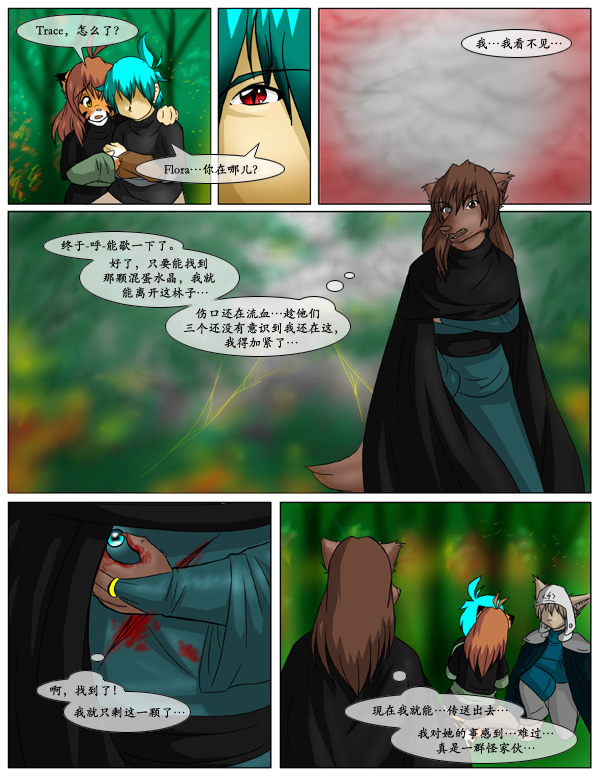 Trace，怎么了？
Flora…你在哪儿？
我…我看不见…
终于-呼-能歇一下了。
好了，只要能找到
那颗混蛋水晶，我就
能离开这林子…
伤口还在流血…趁他们
三个还没有意识到我还在这，
我得加紧了…
啊，找到了！
我就只剩这一颗了…
现在我就能…传送出去…
我对她的事感到…难过…
真是一群怪家伙…